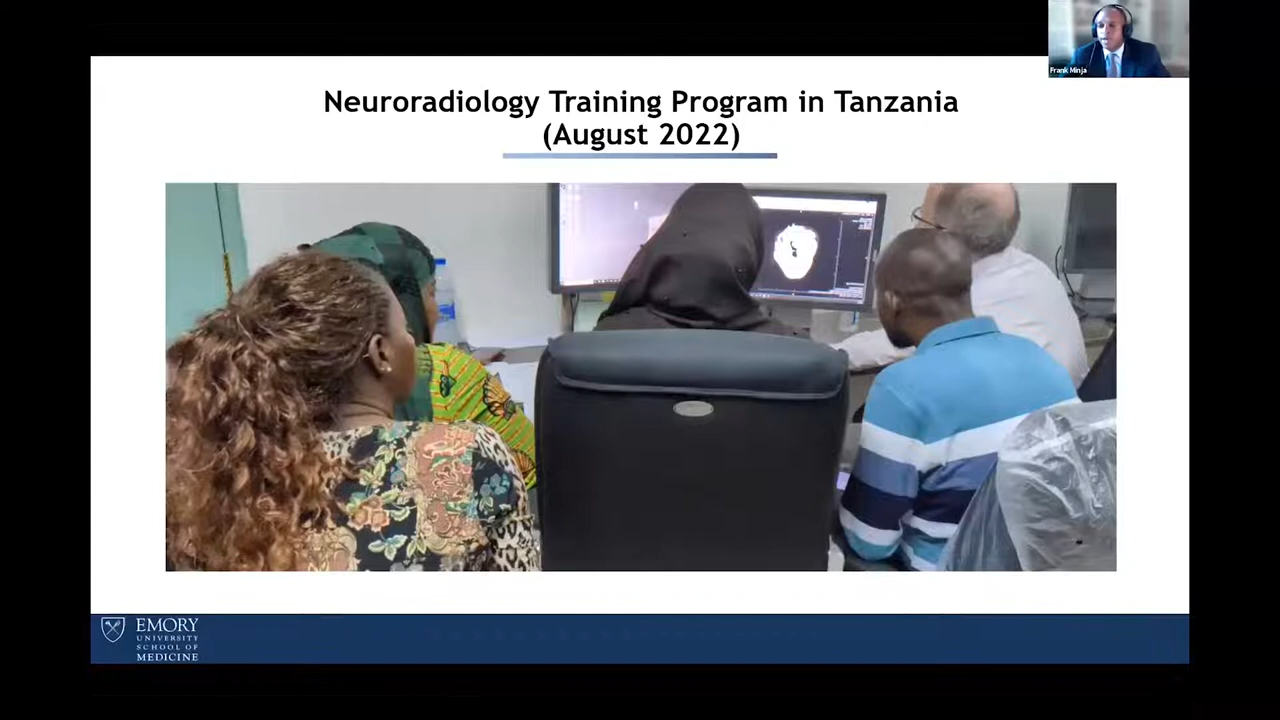 Frank Minja
Neuroradiology Training Program in Tanzania
(August 2022)
EMORY
UNIVERSITY
SCHOOL OF
MEDICINE